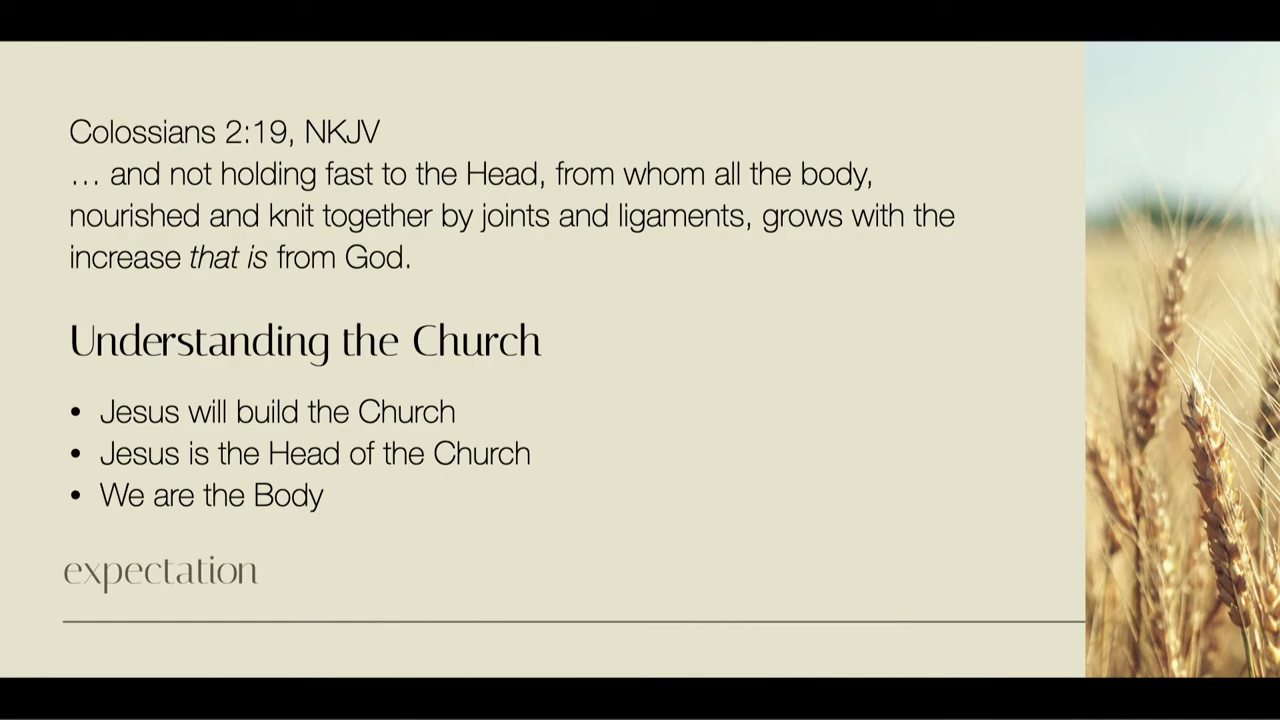 Colossians 2:19, NKJV
… and not holding fast to the Head, from whom all the body,
nourished and knit together by joints and ligaments, grows with the
increase that is from God.
Understanding the Church
• Jesus will build the Church
• Jesus is the Head of the Church
• We are the Body
expectation